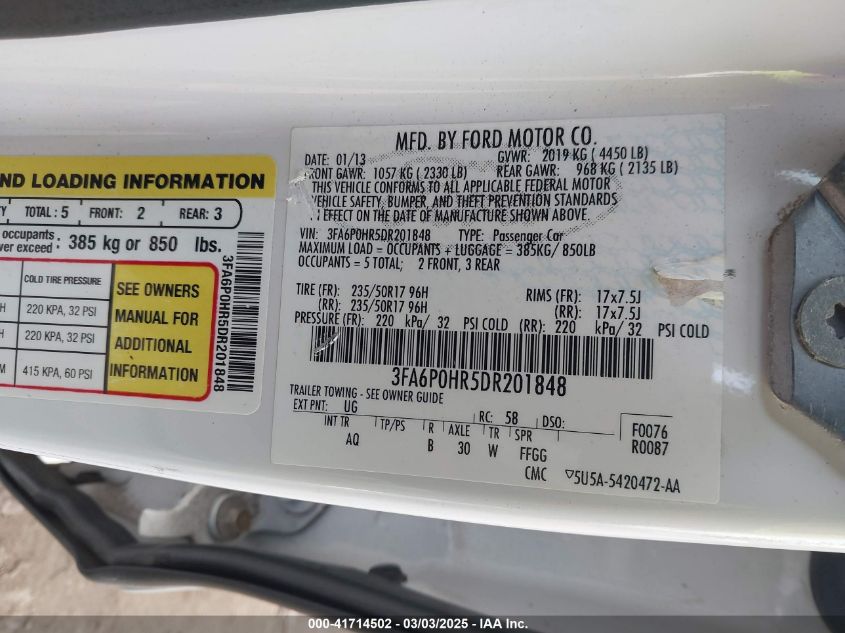 ND LOADING INFORMATION
TY TOTAL : 5 FRONT: 2 REAR: 3
occupants
ver exceed : 385 kg or 850 lbs.
COLD TIRE PRESSURE
H 220 KPA, 32 PSI
H 220 KPA, 32 PSI
M 415 KPA, 60 PSI
SEE OWNERS
MANUAL FOR
ADDITIONAL
INFORMATION
3FA6P0HR5DR201848
MFD. BY FORD MOTOR CO.
DATE: 01/13 GVWR: 2019 KG ( 4450 LB)
FRONT GAWR: 1057 KG ( 2330 LB) REAR GAWR: 968 KG ( 2135 LB)
THIS VEHICLE CONFORMS TO ALL APPLICABLE FEDERAL MOTOR
VEHICLE SAFETY, BUMPER, AND THEFT PREVENTION STANDARDS
IN EFFECT ON THE DATE OF MANUFACTURE SHOWN ABOVE.
VIN: 3FA6P0HR5DR201848 TYPE: Passenger Car
MAXIMUM LOAD = OCCUPANTS + LUGGAGE = 385KG/ 850LB
OCCUPANTS = 5 TOTAL; 2 FRONT, 3 REAR
TIRE (FR): 235/50R17 96H RIMS (FR): 17x7.5J
(RR): 235/50R17 96H (RR): 17x7.5J
PRESSURE (FR): 220 kPa/ 32 PSI COLD (RR): 220 kPa/ 32 PSI COLD
3FA6P0HR5DR201848
TRAILER TOWING - SEE OWNER GUIDE
EXT PNT: UG RC: 5B DSO: F0076
INT TR TP/PS R AXLE TR SPR R0087
AQ B 30 W FFGG
CMC ▽5U5A-5420472-AA
000-41714502 - 03/03/2025 - IAAI.COM